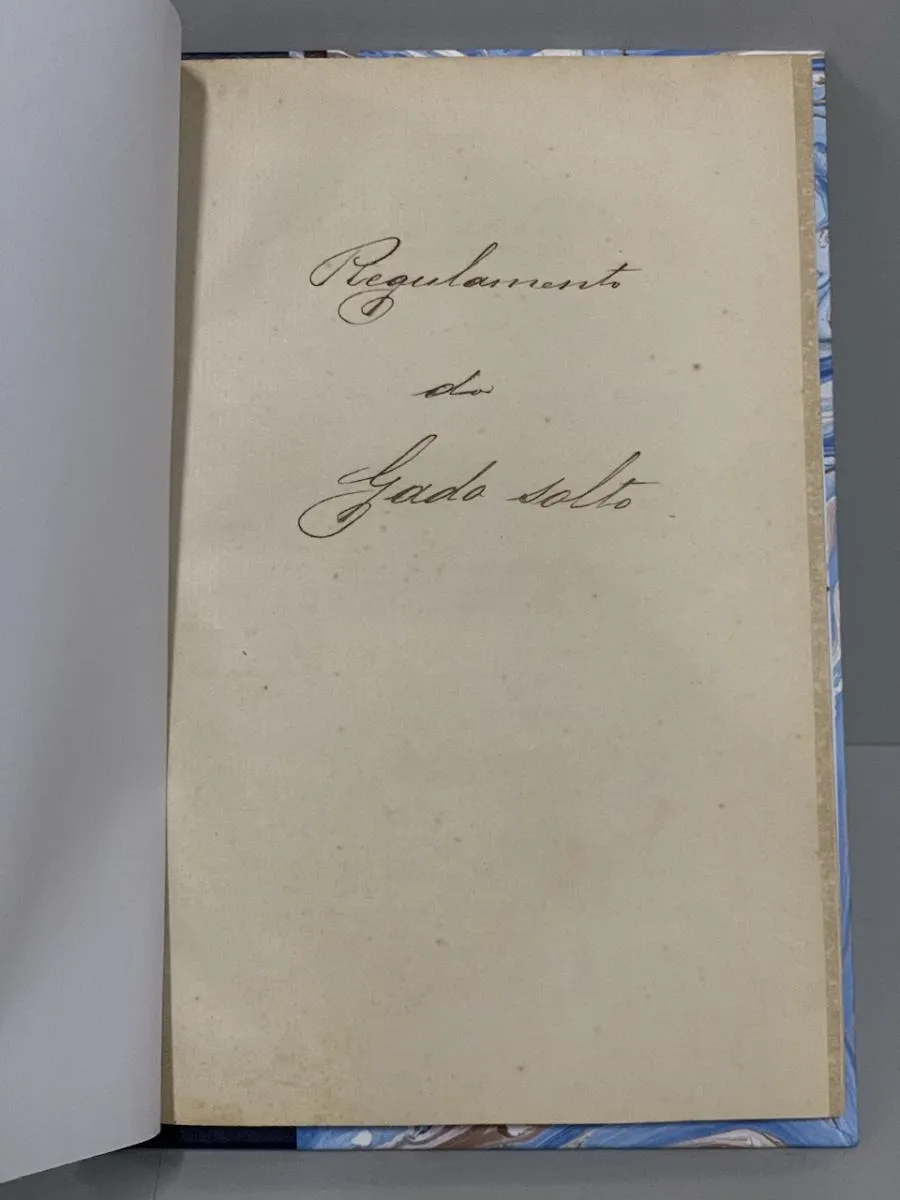 Regulamento
do
Gado solto